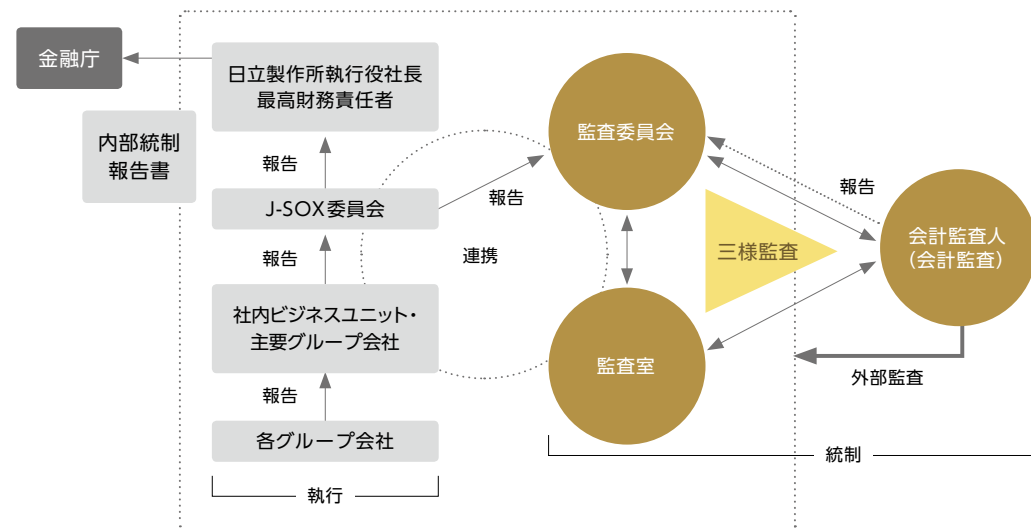 金融庁
日立製作所執行役社長
最高財務責任者
内部統制
報告書
報告
J-SOX委員会
報告
社内ビジネスユニット・
主要グループ会社
報告
各グループ会社
執行
報告
連携
監査委員会
監査室
三様監査
報告
会計監査人
（会計監査）
外部監査
統制